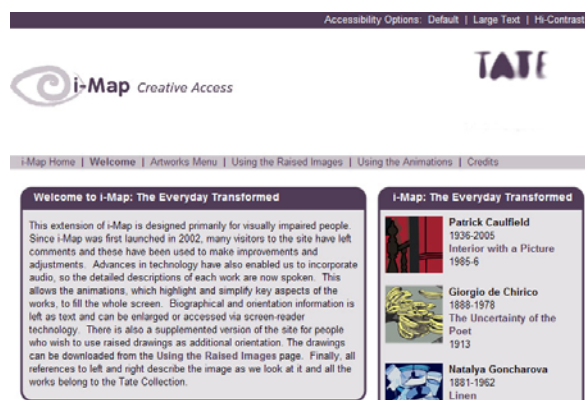 Accessibility Options: Default | Large Text | Hi-Contrast
TATE
i-Map Creative Access
i-Map Home | Welcome | Artworks Menu | Using the Raised Images | Using the Animations | Credits
Welcome to i-Map: The Everyday Transformed
This extension of i-Map is designed primarily for visually impaired people.
Since i-Map was first launched in 2002, many visitors to the site have left
comments and these have been used to make improvements and
adjustments. Advances in technology have also enabled us to incorporate
audio, so the detailed descriptions of each work are now spoken. This
allows the animations, which highlight and simplify key aspects of the
works, to fill the whole screen. Biographical and orientation information is
left as text and can be enlarged or accessed via screen-reader
technology. There is also a supplemented version of the site for people
who wish to use raised drawings as additional orientation. The drawings
can be downloaded from the Using the Raised Images page. Finally, all
references to left and right describe the image as we look at it and all the
works belong to the Tate Collection.
i-Map: The Everyday Transformed
Patrick Caulfield
1936-2005
Interior with a Picture
1985-6
Giorgio de Chirico
1888-1978
The Uncertainty of the
Poet
1913
Natalya Goncharova
1881-1962
Linen